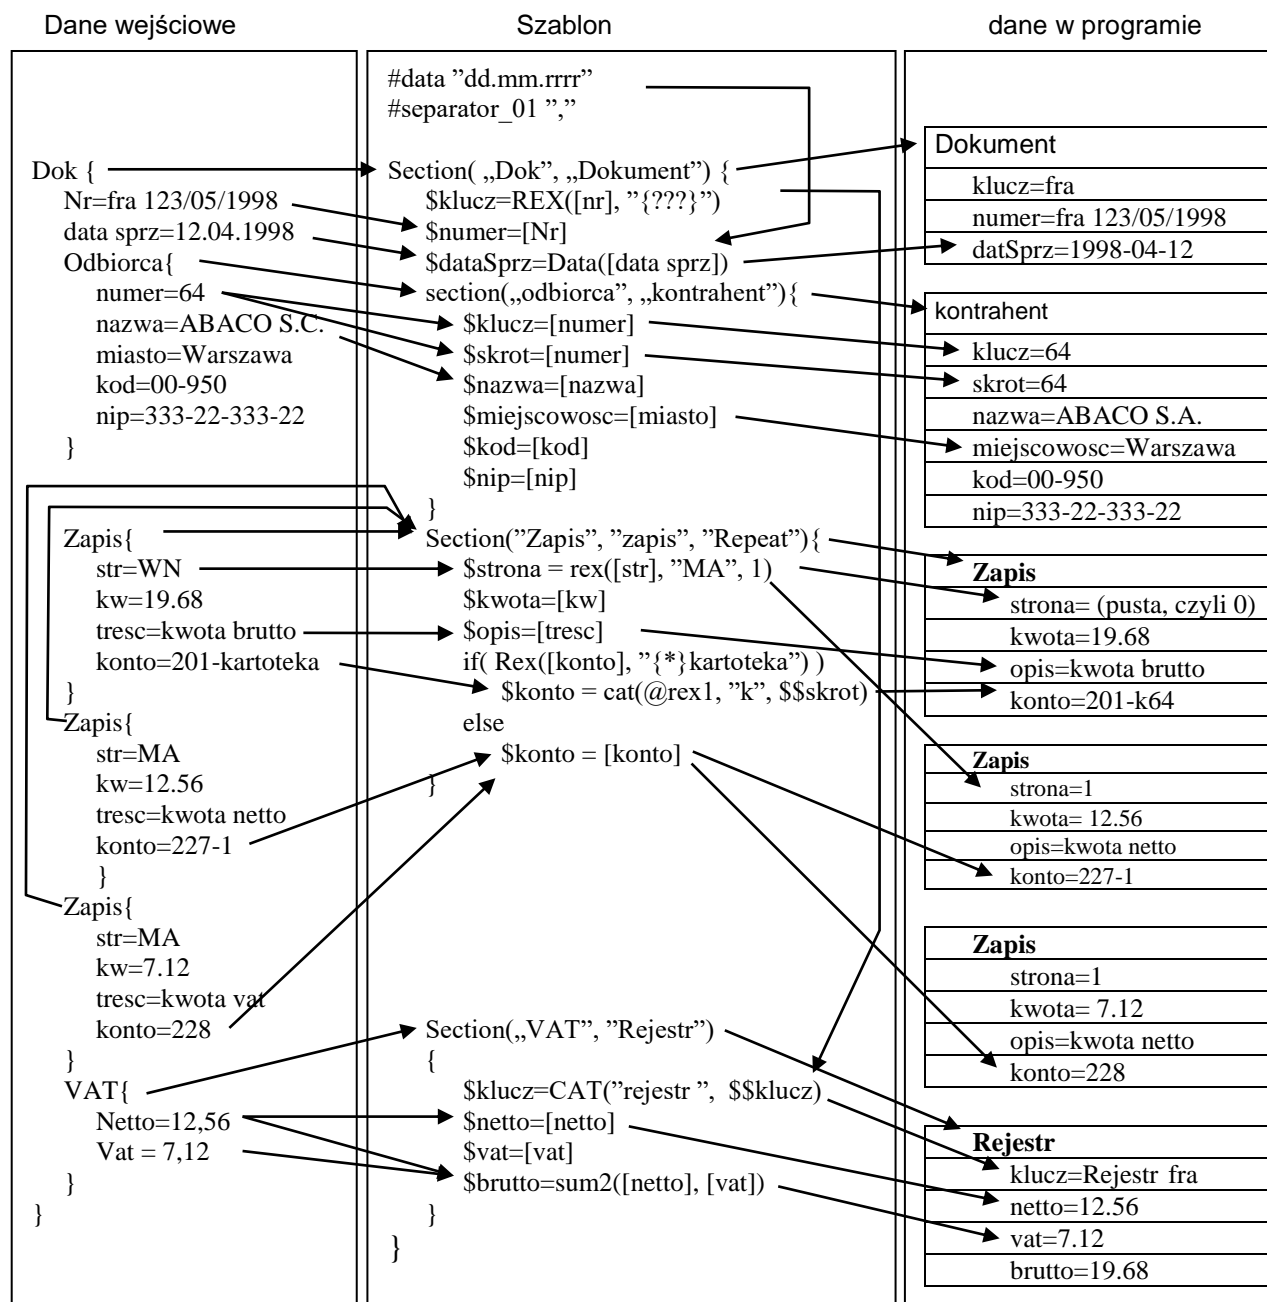 Dane wejściowe
Szablon
dane w programie
Dok {
Nr=fra 123/05/1998
data sprz=12.04.1998
Odbiorca{
numer=64
nazwa=ABACO S.C.
miasto=Warszawa
kod=00-950
nip=333-22-333-22
}
Zapis{
str=WN
kw=19.68
tresc=kwota brutto
konto=201-kartoteka
}
Zapis{
str=MA
kw=12.56
tresc=kwota netto
konto=227-1
}
Zapis{
str=MA
kw=7.12
tresc=kwota vat
konto=228
}
VAT{
Netto=12,56
Vat = 7,12
}
}
#data ”dd.mm.rrrr”
#separator_01 ”,”
Section( „Dok”, „Dokument”) {
$klucz=REX([nr], ”{???}”)
$numer=[Nr]
$dataSprz=Data([data sprz])
section(„odbiorca”, „kontrahent”){
$klucz=[numer]
$skrot=[numer]
$nazwa=[nazwa]
$miejscowosc=[miasto]
$kod=[kod]
$nip=[nip]
}
Section(”Zapis”, ”zapis”, ”Repeat”){
$strona = rex([str], ”MA”, 1)
$kwota=[kw]
$opis=[tresc]
if( Rex([konto], ”{*}kartoteka”) )
$konto = cat(@rex1, ”k”, $$skrot)
else
$konto = [konto]
}
Section(„VAT”, ”Rejestr”)
{
$klucz=CAT(”rejestr ”, $$klucz)
$netto=[netto]
$vat=[vat]
$brutto=sum2([netto], [vat])
}
}
Dokument
klucz=fra
numer=fra 123/05/1998
datSprz=1998-04-12
kontrahent
klucz=64
skrot=64
nazwa=ABACO S.A.
miejscowosc=Warszawa
kod=00-950
nip=333-22-333-22
Zapis
strona= (pusta, czyli 0)
kwota=19.68
opis=kwota brutto
konto=201-k64
Zapis
strona=1
kwota= 12.56
opis=kwota netto
konto=227-1
Zapis
strona=1
kwota= 7.12
opis=kwota netto
konto=228
Rejestr
klucz=Rejestr fra
netto=12.56
vat=7.12
brutto=19.68